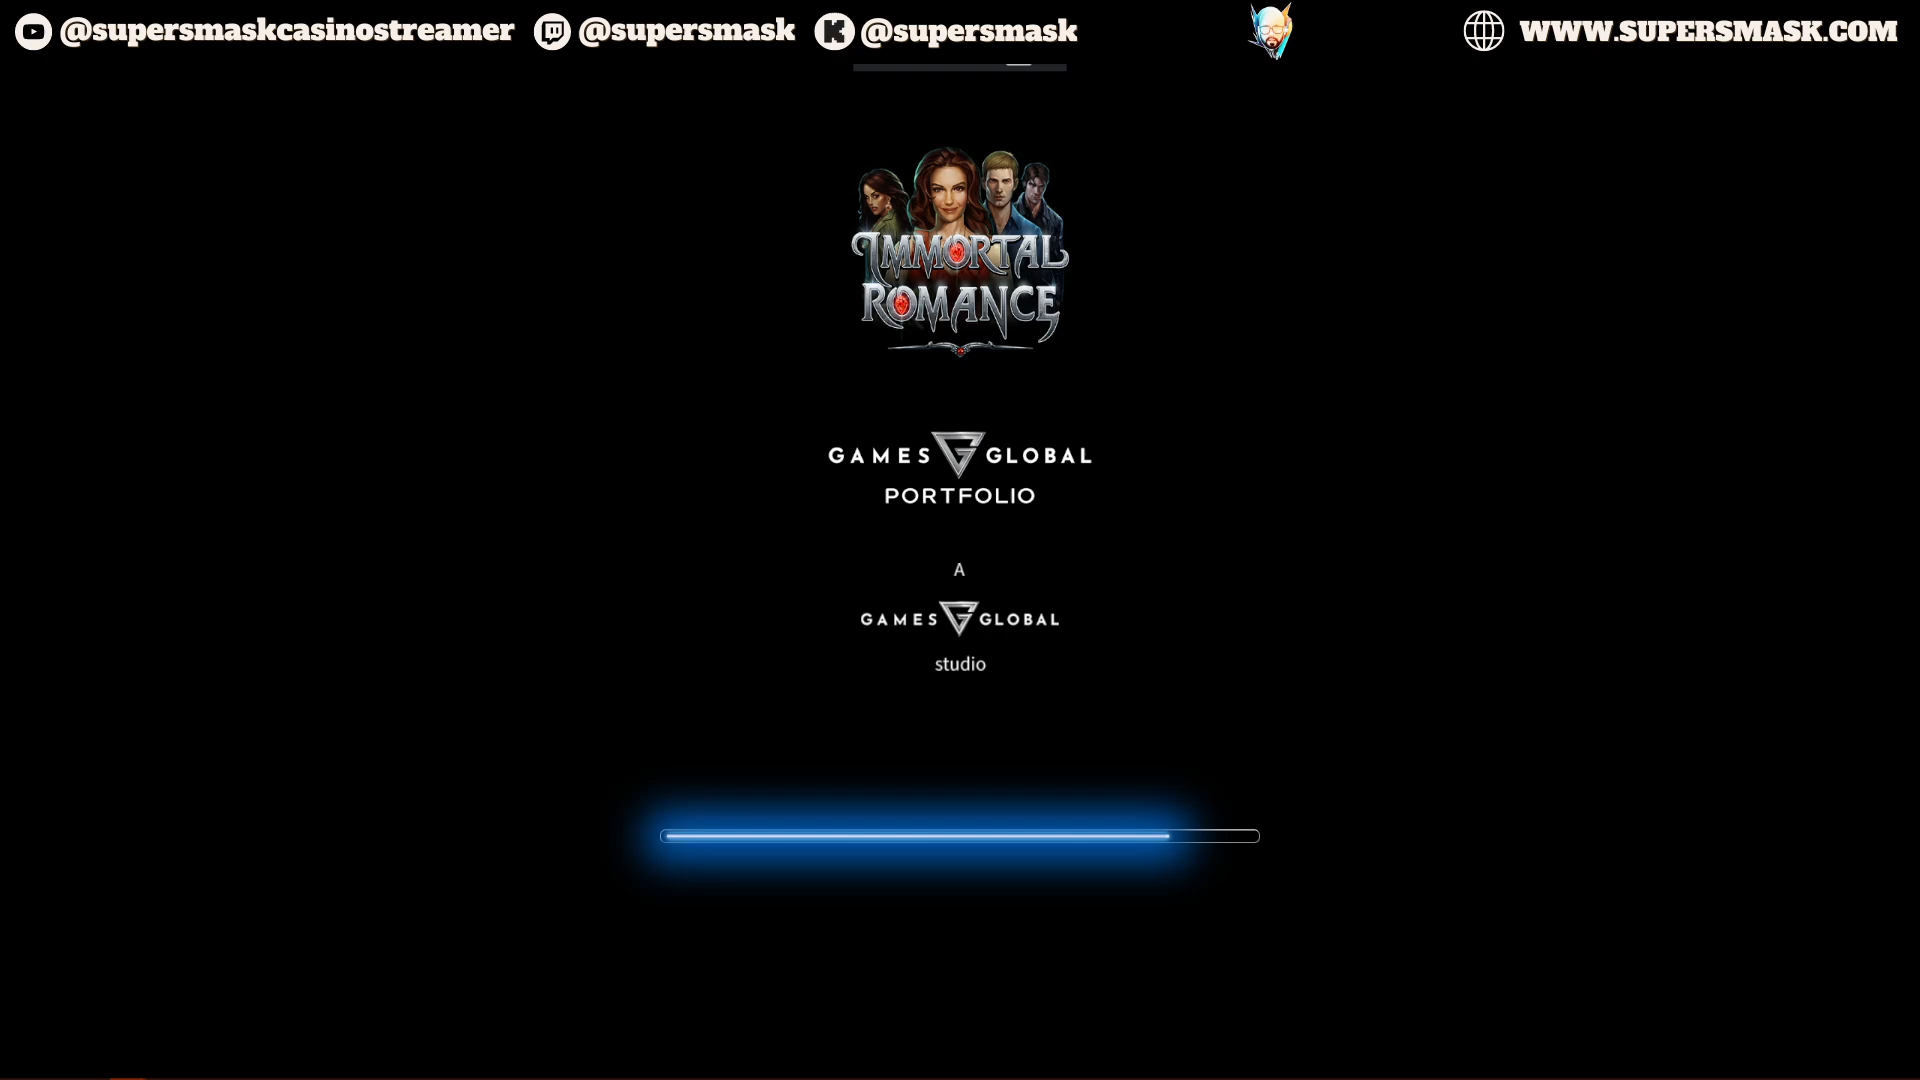 @supersmaskcasinostreamer @supersmask @supersmask WWW.SUPERSMASK.COM
IMMORTAL
ROMANCE
GAMES GLOBAL
PORTFOLIO
A
GAMES GLOBAL
studio